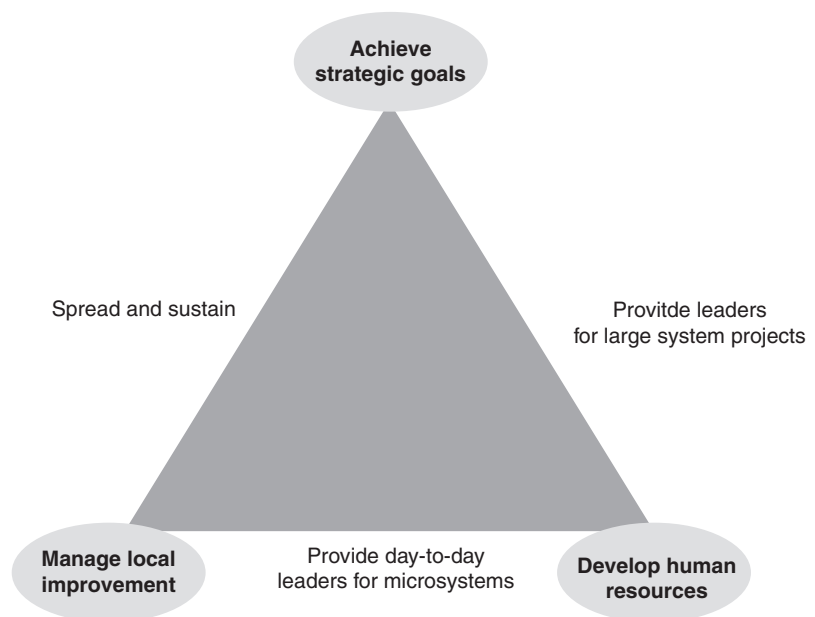 Achieve
strategic goals
Spread and sustain
Provitde leaders
for large system projects
Manage local
improvement
Provide day-to-day
leaders for microsystems
Develop human
resources